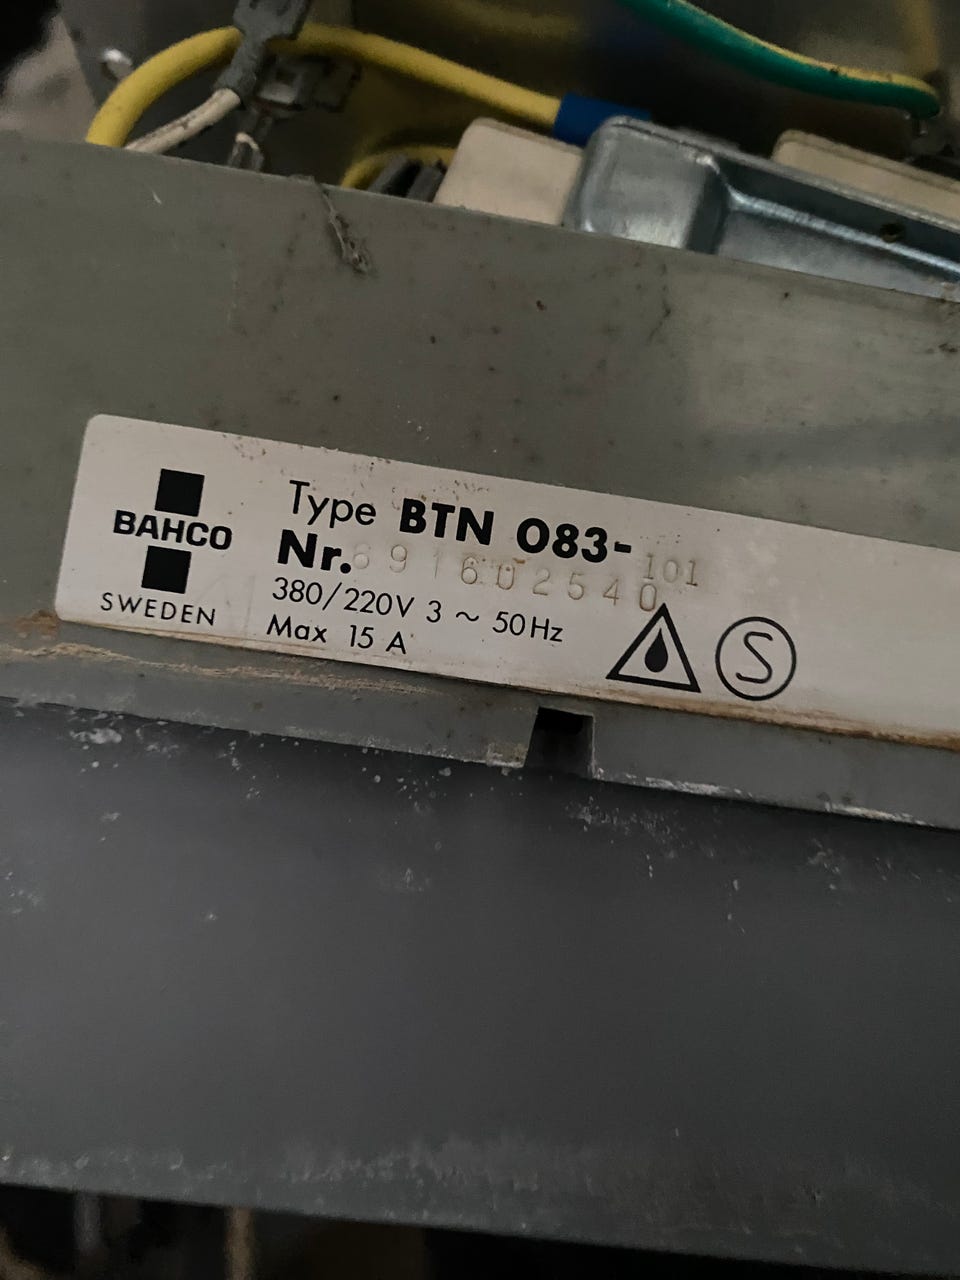 BAHCO
SWEDEN
Type BTN 083-101
Nr. 691602540
380/220V 3 ~ 50Hz
Max 15 A
S